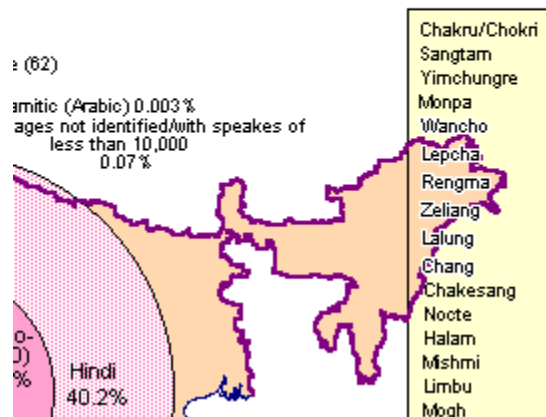 e (62)
amitic (Arabic) 0.003%
ages not identified/with speakes of
less than 10,000
0.07%
o-
0)
%
Hindi
40.2%
Chakru/Chokri
Sangtam
Yimchungre
Monpa
Wancho
Lepcha
Rengma
Zeliang
Lalung
Chang
Chakesang
Nocte
Halam
Mishmi
Limbu
Mogh